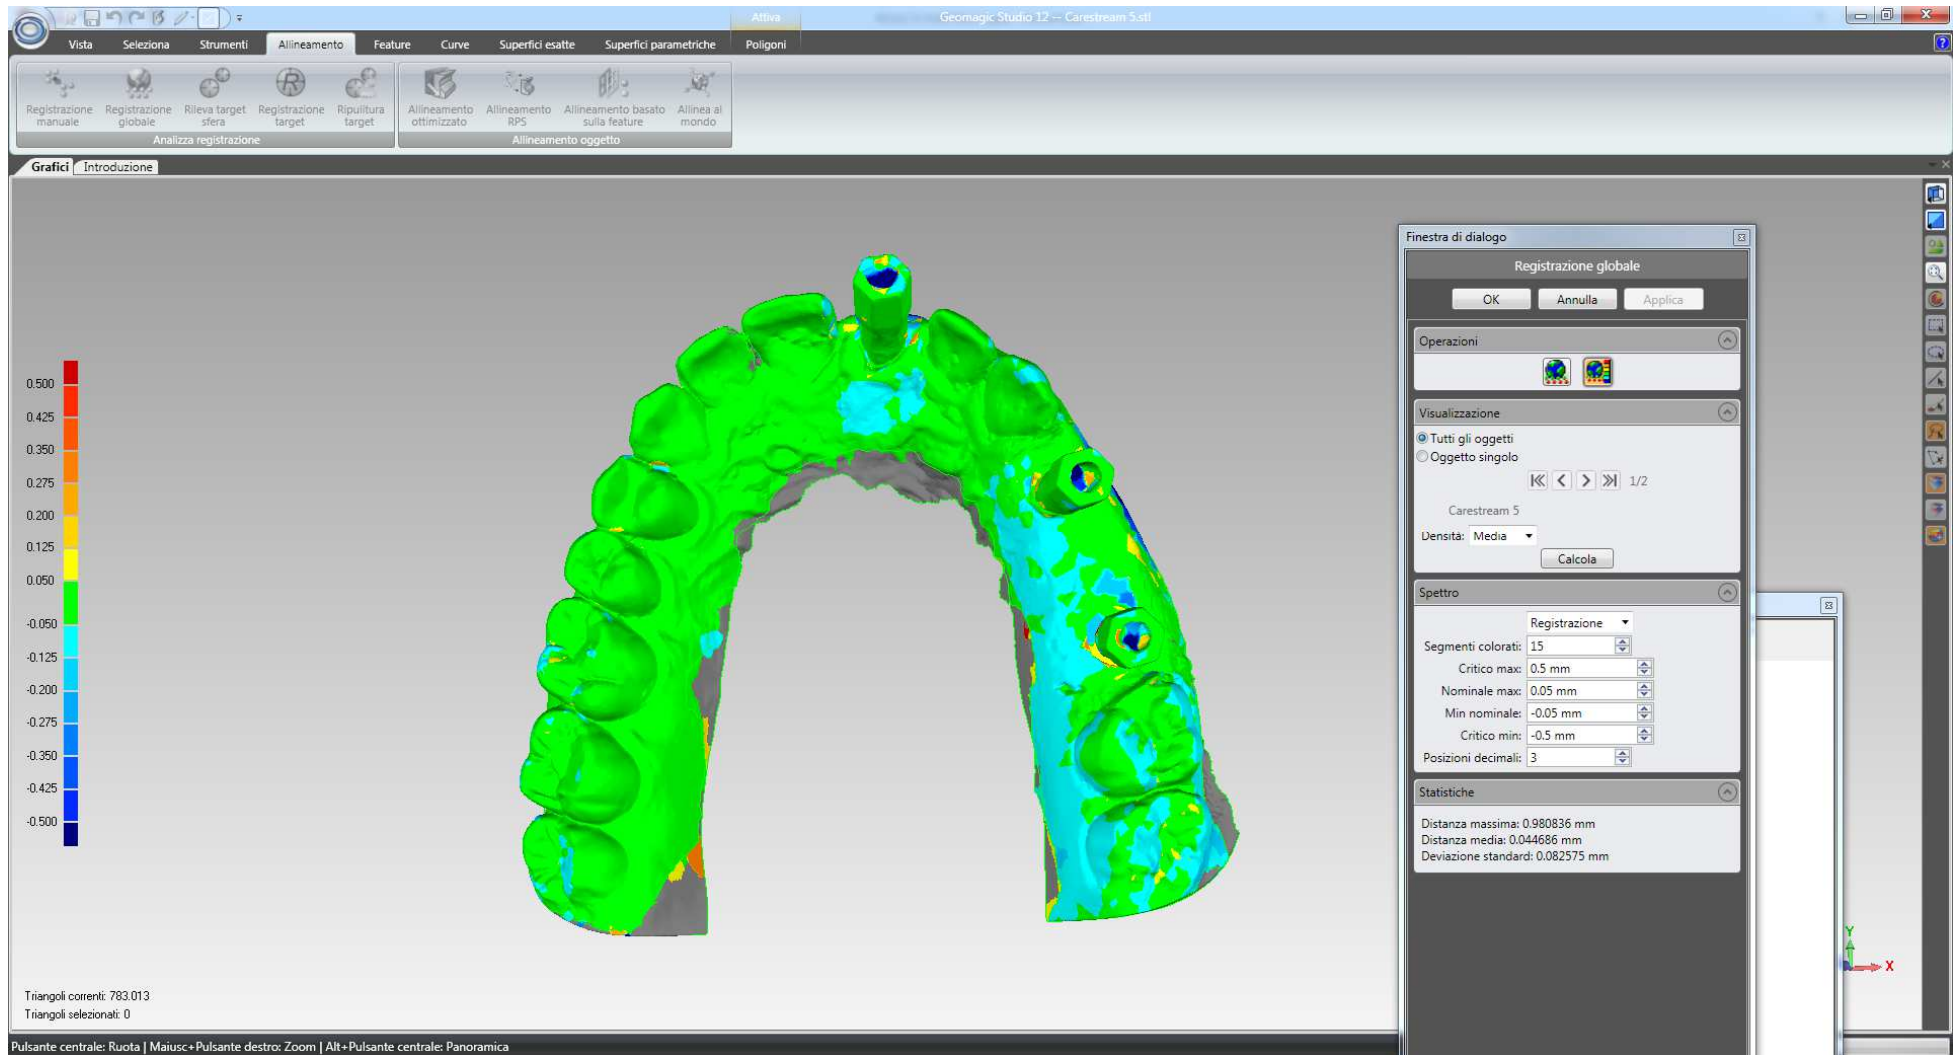 Attiva
Geomagic Studio 12 -- Carestream 5.stl
Vista Seleziona Strumenti Allineamento Feature Curve Superfici esatte Superfici parametriche Poligoni
Registrazione manuale
Registrazione globale
Rileva target sfera
Registrazione target
Ripulitura target
Allineamento ottimizzato
Allineamento RPS
Allineamento basato sulla feature
Allinea al mondo
Analizza registrazione
Allineamento oggetto
Grafici Introduzione
0.500
0.425
0.350
0.275
0.200
0.125
0.050
-0.050
-0.125
-0.200
-0.275
-0.350
-0.425
-0.500
Finestra di dialogo
Registrazione globale
OK Annulla Applica
Operazioni
Visualizzazione
Tutti gli oggetti
Oggetto singolo
1/2
Carestream 5
Densità: Media
Calcola
Spettro
Registrazione
Segmenti colorati: 15
Critico max: 0.5 mm
Nominale max: 0.05 mm
Min nominale: -0.05 mm
Critico min: -0.5 mm
Posizioni decimali: 3
Statistiche
Distanza massima: 0.980836 mm
Distanza media: 0.044686 mm
Deviazione standard: 0.082575 mm
Y
X
Triangoli correnti: 783.013
Triangoli selezionati: 0
Pulsante centrale: Ruota | Maiusc+Pulsante destro: Zoom | Alt+Pulsante centrale: Panoramica